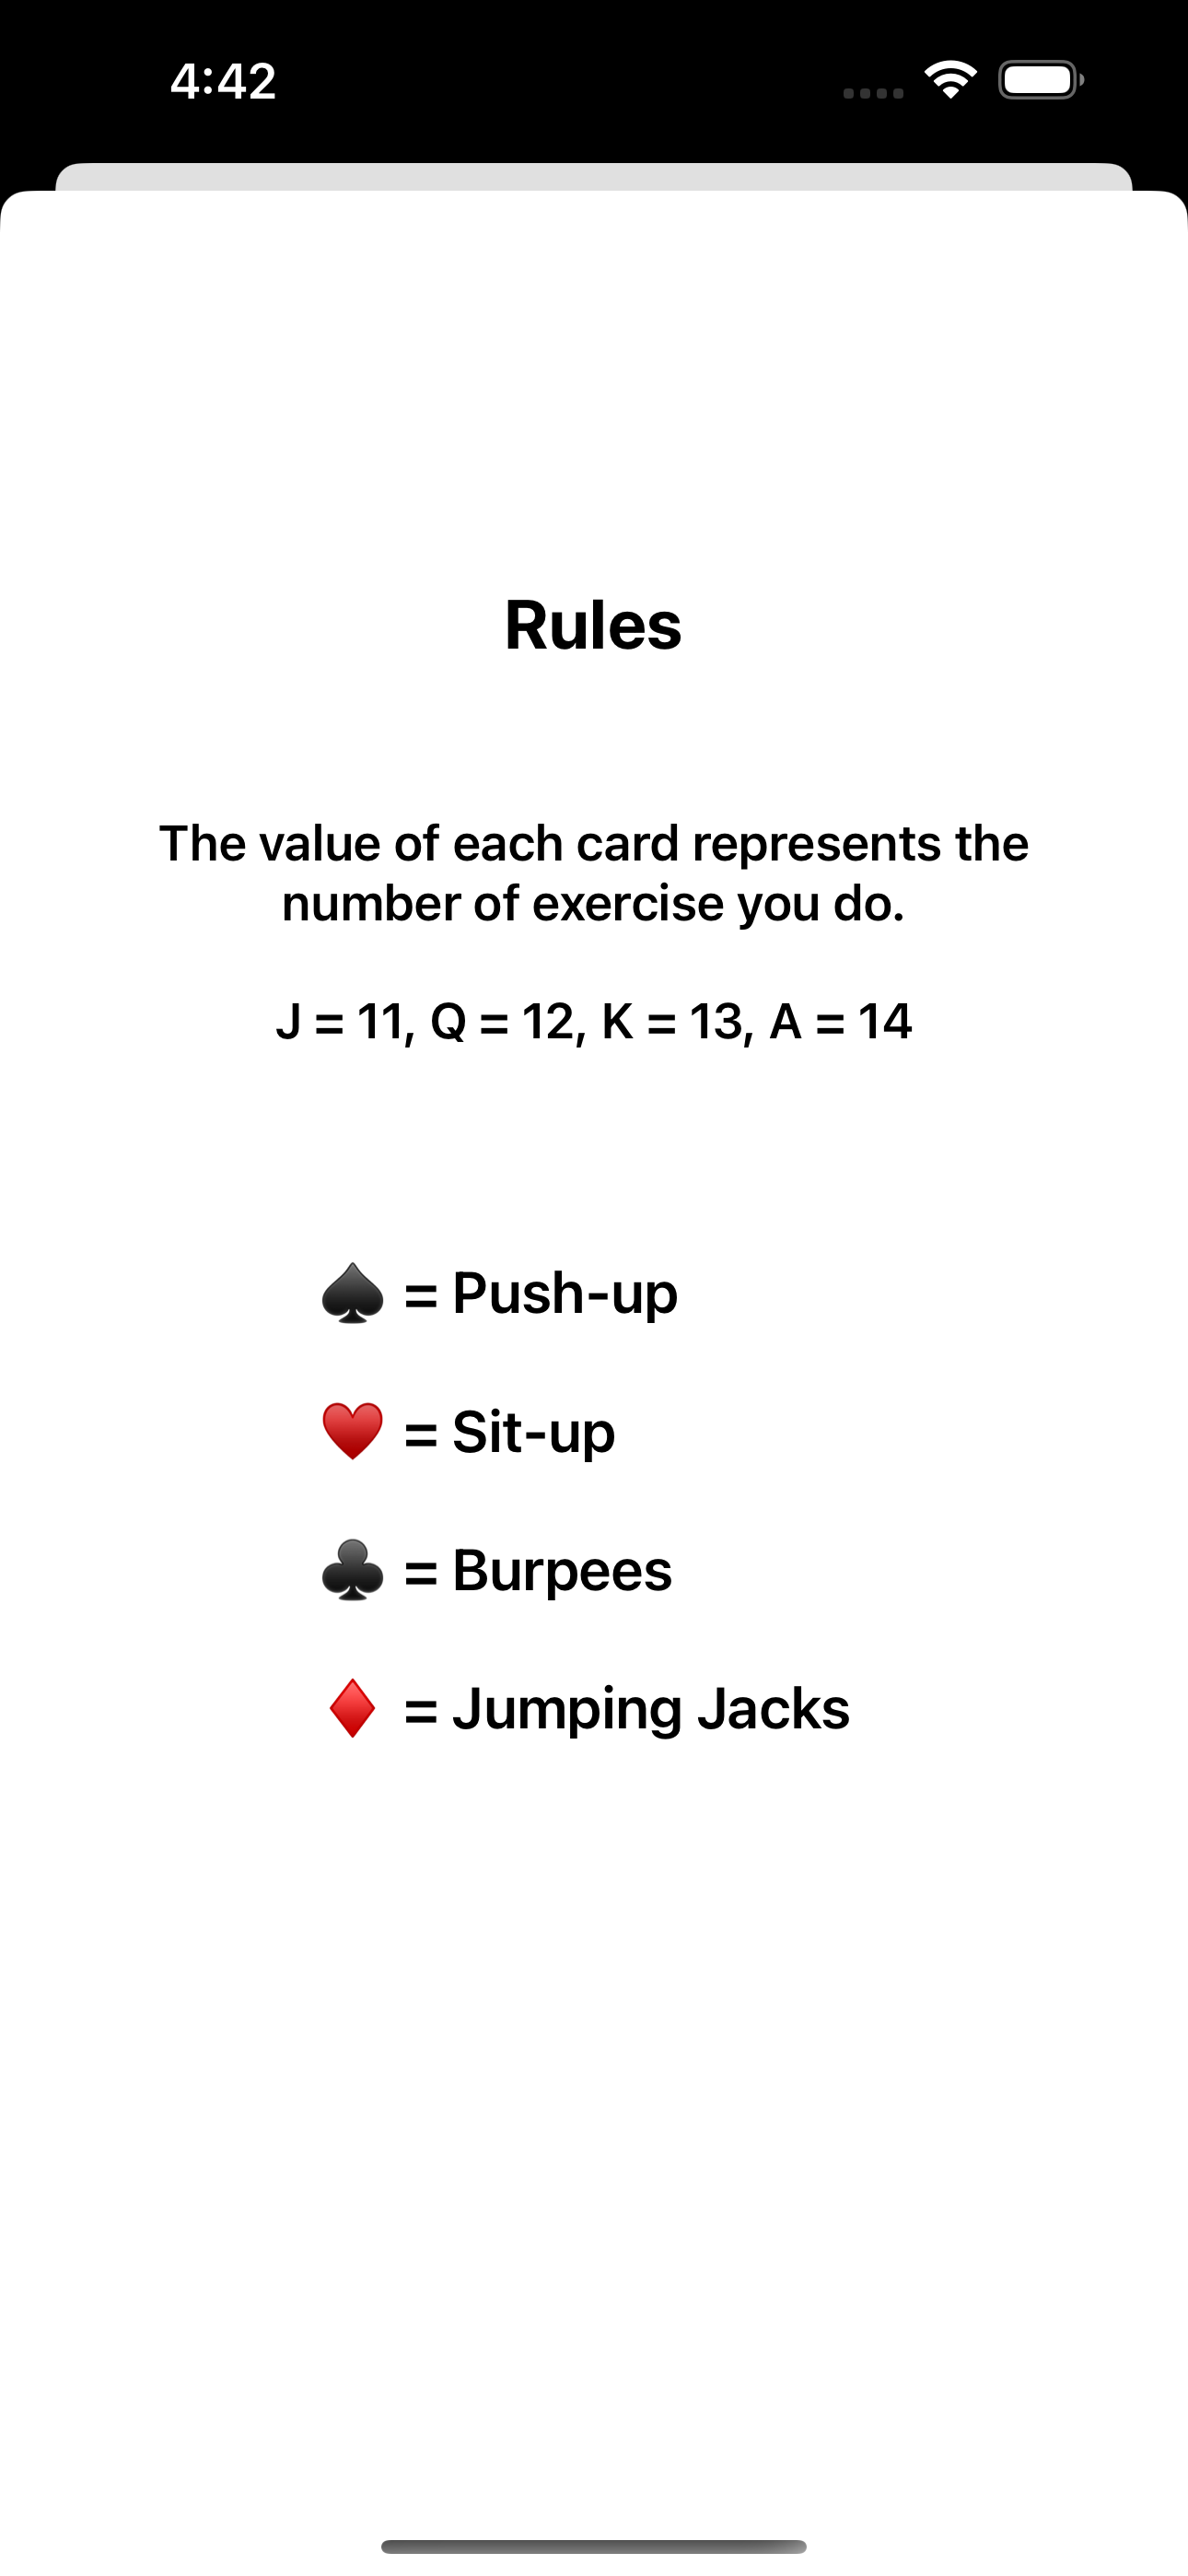 4:42
Rules
The value of each card represents the
number of exercise you do.
J = 11, Q = 12, K = 13, A = 14
♠️ = Push-up
♥️ = Sit-up
♣️ = Burpees
♦️ = Jumping Jacks